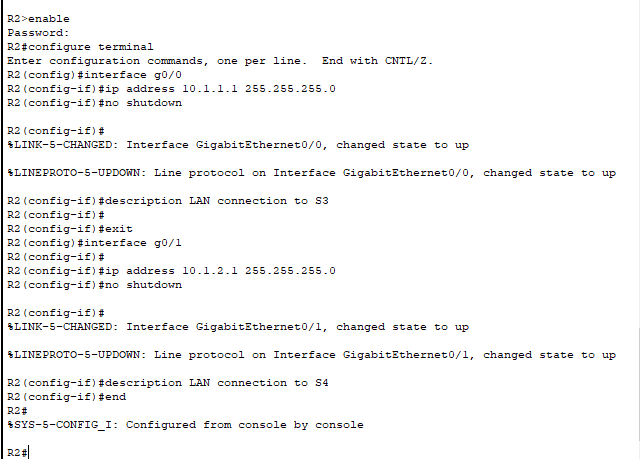 R2>enable
Password:
R2#configure terminal
Enter configuration commands, one per line.  End with CNTL/Z.
R2(config)#interface g0/0
R2(config-if)#ip address 10.1.1.1 255.255.255.0
R2(config-if)#no shutdown
R2(config-if)#
%LINK-5-CHANGED: Interface GigabitEthernet0/0, changed state to up
%LINEPROTO-5-UPDOWN: Line protocol on Interface GigabitEthernet0/0, changed state to up
R2(config-if)#description LAN connection to S3
R2(config-if)#
R2(config-if)#exit
R2(config)#interface g0/1
R2(config-if)#
R2(config-if)#ip address 10.1.2.1 255.255.255.0
R2(config-if)#no shutdown
R2(config-if)#
%LINK-5-CHANGED: Interface GigabitEthernet0/1, changed state to up
%LINEPROTO-5-UPDOWN: Line protocol on Interface GigabitEthernet0/1, changed state to up
R2(config-if)#description LAN connection to S4
R2(config-if)#end
R2#
%SYS-5-CONFIG_I: Configured from console by console
R2#